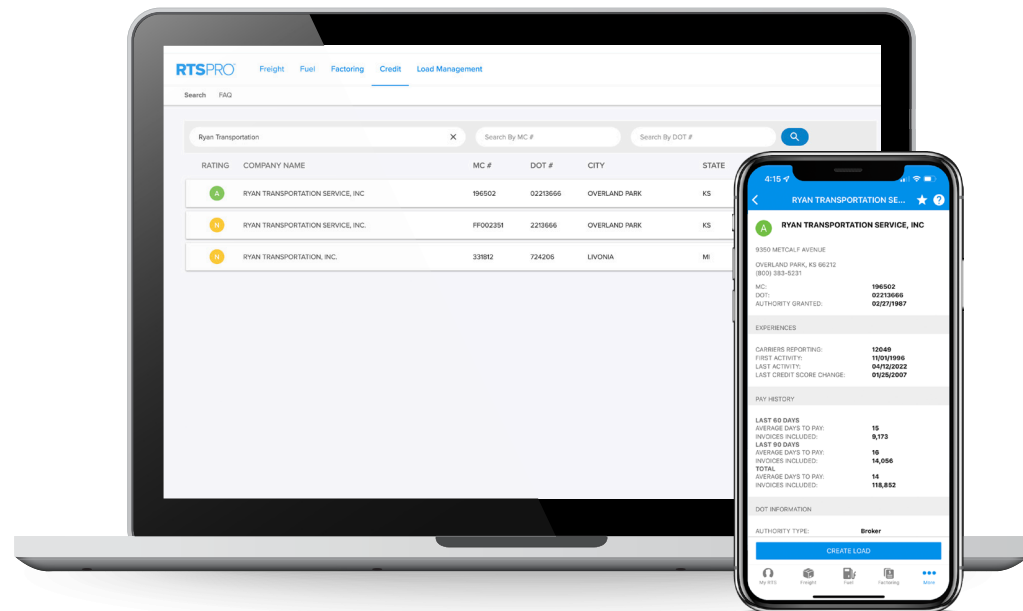 RTSPRO Freight Fuel Factoring Credit Load Management
Search FAQ
Ryan Transportation X Search By MC # Search By DOT #
RATING COMPANY NAME MC # DOT # CITY STATE
A RYAN TRANSPORTATION SERVICE, INC 196502 02213666 OVERLAND PARK KS
N RYAN TRANSPORTATION SERVICE, INC. FF002351 2213666 OVERLAND PARK KS
N RYAN TRANSPORTATION, INC. 331812 724206 LIVONIA MI
4:15
RYAN TRANSPORTATION SE... ?
A RYAN TRANSPORTATION SERVICE, INC
9350 METCALF AVENUE
OVERLAND PARK, KS 66212
(800) 383-5231
MC: 196502
DOT: 02213666
AUTHORITY GRANTED: 02/27/1987
EXPERIENCES
CARRIERS REPORTING: 12049
FIRST ACTIVITY: 11/01/1996
LAST ACTIVITY: 04/12/2022
LAST CREDIT SCORE CHANGE: 01/25/2007
PAY HISTORY
LAST 60 DAYS
AVERAGE DAYS TO PAY: 15
INVOICES INCLUDED: 9,173
LAST 90 DAYS
AVERAGE DAYS TO PAY: 16
INVOICES INCLUDED: 14,056
TOTAL
AVERAGE DAYS TO PAY: 14
INVOICES INCLUDED: 118,852
DOT INFORMATION
AUTHORITY TYPE: Broker
CREATE LOAD
My RTS Freight Fuel Factoring More